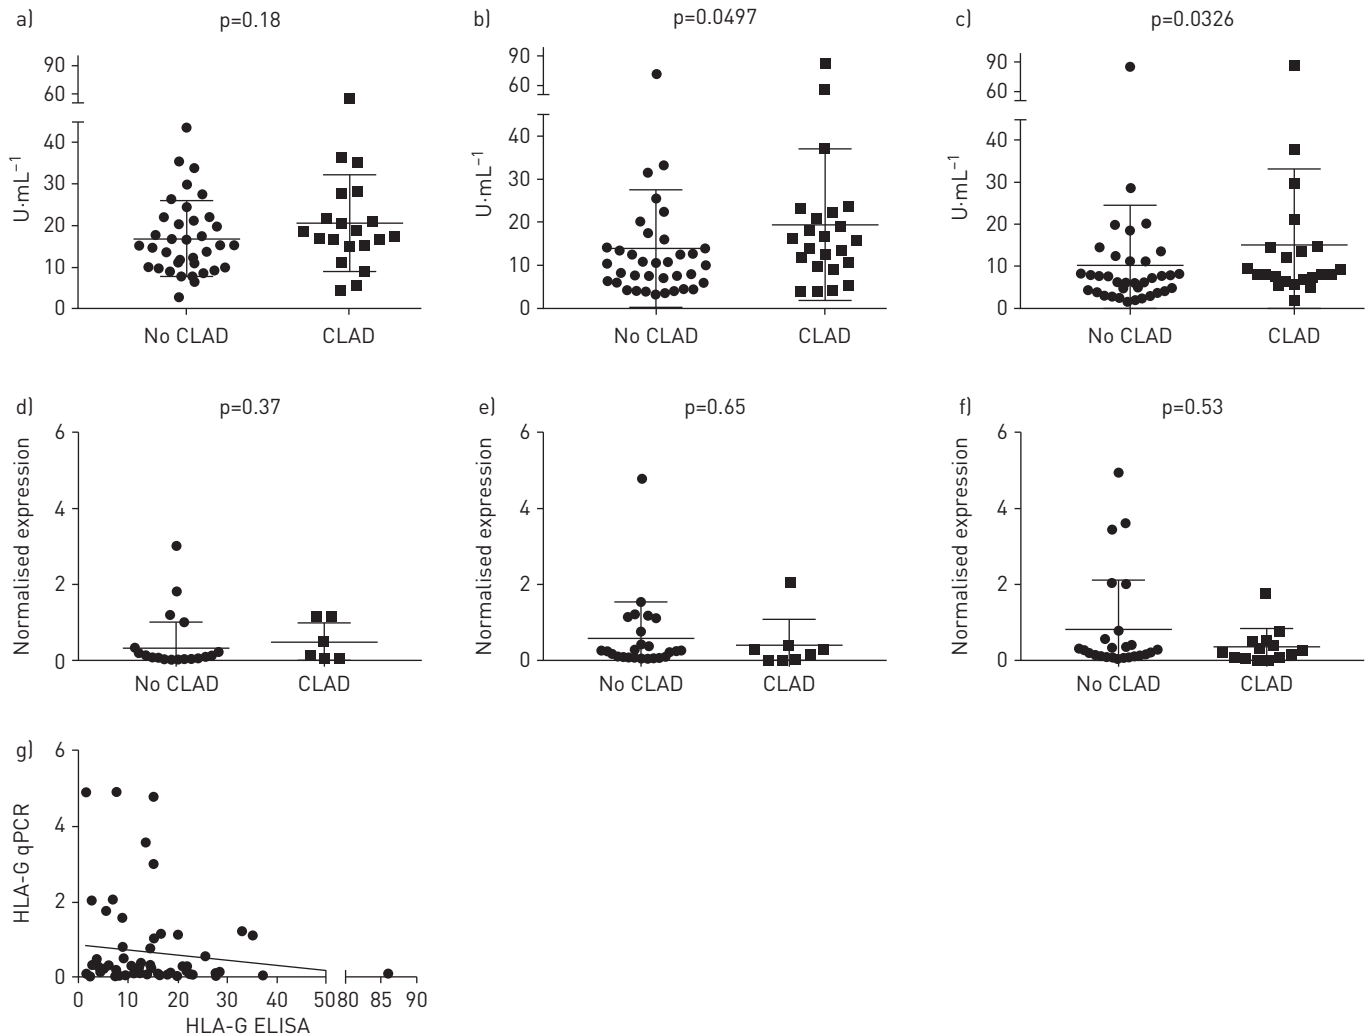 a) p=0.18
U·mL⁻¹
90
60
40
30
20
10
0
No CLAD CLAD
b) p=0.0497
U·mL⁻¹
90
60
40
30
20
10
0
No CLAD CLAD
c) p=0.0326
U·mL⁻¹
90
60
40
30
20
10
0
No CLAD CLAD
d) p=0.37
Normalised expression
6
4
2
0
No CLAD CLAD
e) p=0.65
Normalised expression
6
4
2
0
No CLAD CLAD
f) p=0.53
Normalised expression
6
4
2
0
No CLAD CLAD
g)
HLA-G qPCR
6
4
2
0
0 10 20 30 40 50 80 85 90
HLA-G ELISA